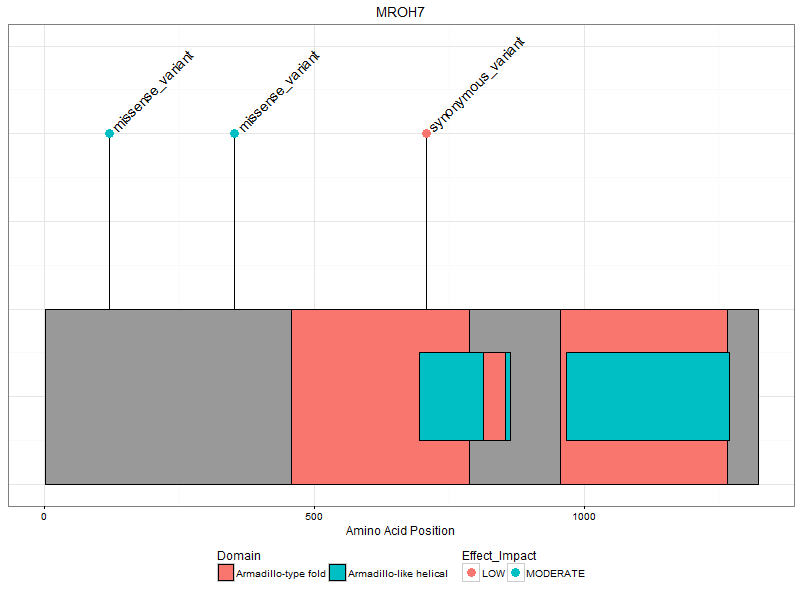 MROH7
missense_variant
missense_variant
synonymous_variant
0 500 1000
Amino Acid Position
Domain
Armadillo-type fold Armadillo-like helical
Effect_Impact
LOW MODERATE